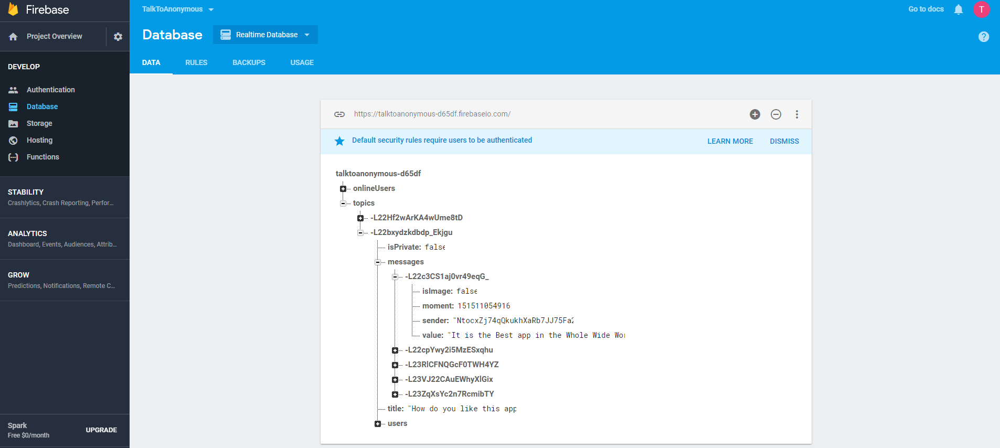 Firebase
Project Overview
DEVELOP
Authentication
Database
Storage
Hosting
Functions
STABILITY
Crashlytics, Crash Reporting, Perfor...
ANALYTICS
Dashboard, Events, Audiences, Attrib...
GROW
Predictions, Notifications, Remote C...
Spark
Free $0/month
UPGRADE
TalkToAnonymous
Go to docs
T
Database
Realtime Database
?
DATA RULES BACKUPS USAGE
https://talktoanonymous-d65df.firebaseio.com/
Default security rules require users to be authenticated
LEARN MORE DISMISS
talktoanonymous-d65df
onlineUsers
topics
-L22Hf2wArKA4wUme8tD
-L22bxydzkdbdp_Ekjgu
isPrivate: false
messages
-L22c3CS1aj0vr49eqG_
isImage: false
moment: 151511054916
sender: "NtocxZj74qQkukhXaRb7JJ75Fa2
value: "It is the Best app in the Whole Wide Wor
-L22cpYwy2i5MzESxqhu
-L23RlCFNQGcF0TWH4YZ
-L23VJ22CAuEWhyXlGix
-L23ZqXsYc2n7RcmibTY
title: "How do you like this app
users